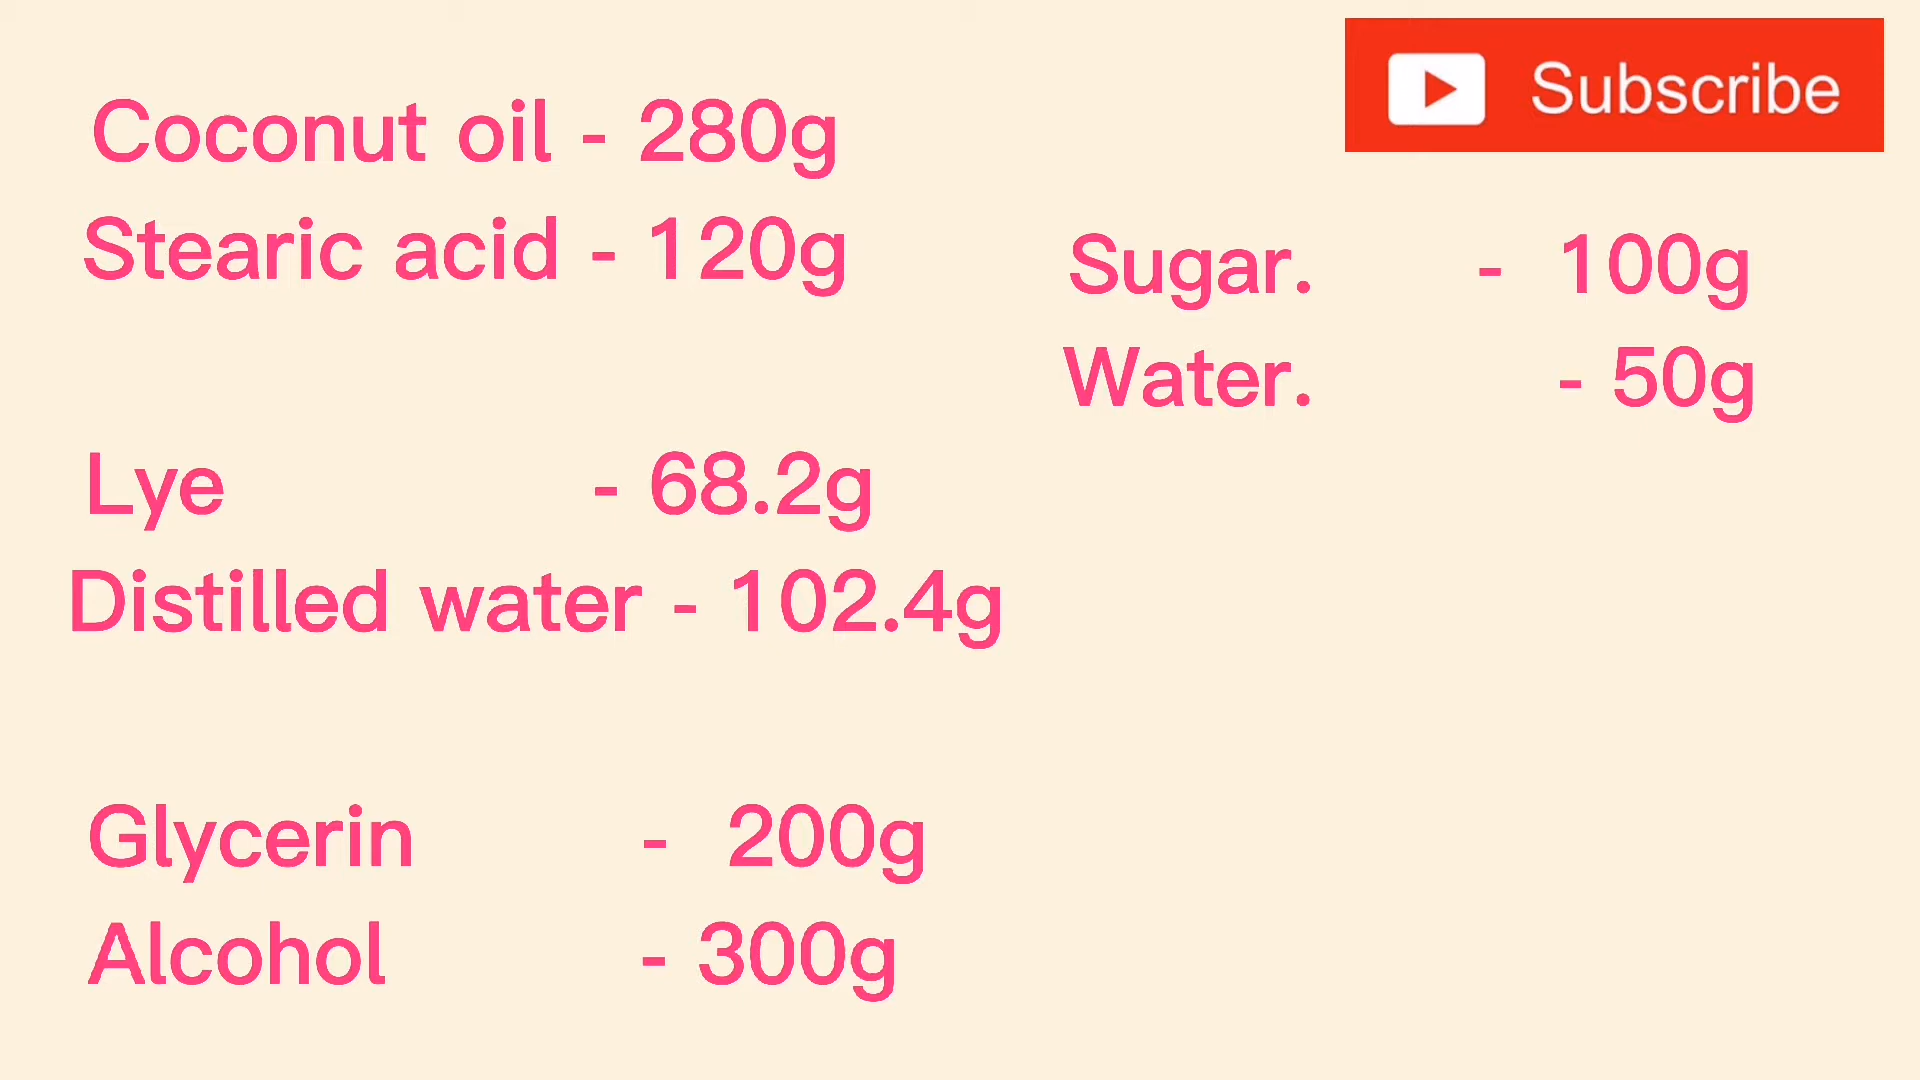 Coconut oil - 280g
Stearic acid - 120g
Lye - 68.2g
Distilled water - 102.4g
Glycerin - 200g
Alcohol - 300g
Subscribe
Sugar. - 100g
Water. - 50g